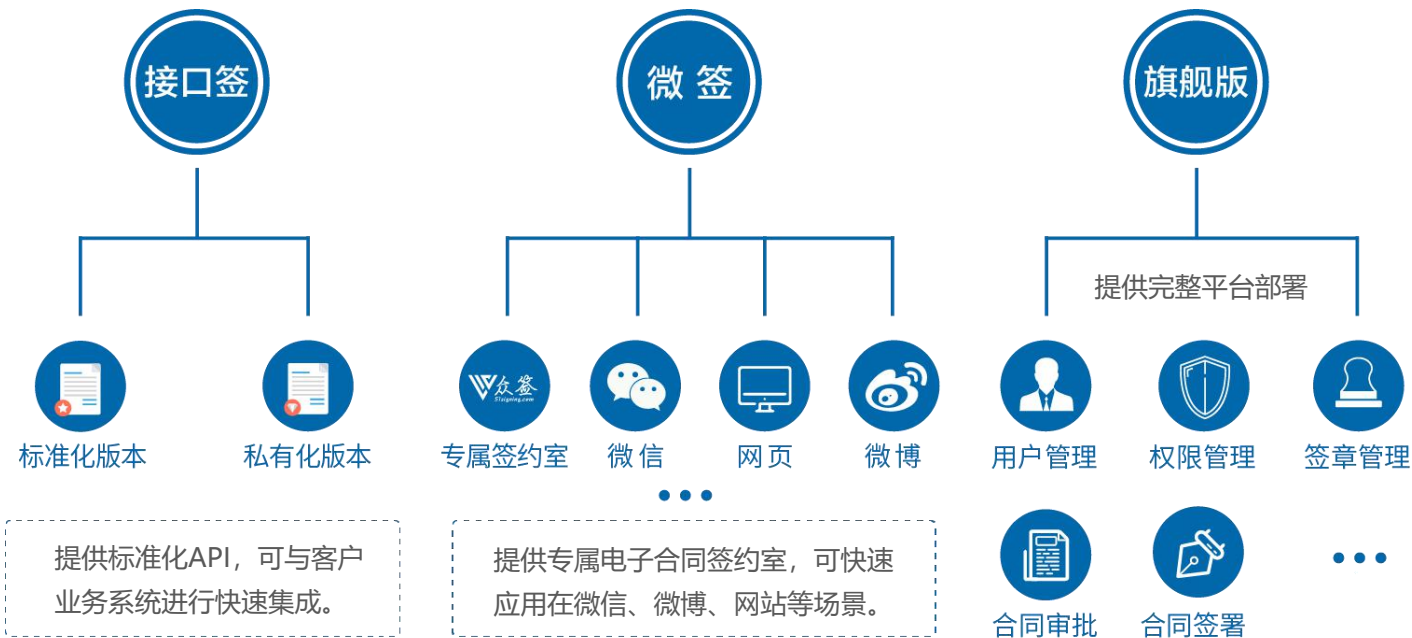 接口签
微签
旗舰版
提供完整平台部署
众签
51signing.com
标准化版本
私有化版本
专属签约室
微信
网页
微博
用户管理
权限管理
签章管理
提供标准化API，可与客户
业务系统进行快速集成。
提供专属电子合同签约室，可快速
应用在微信、微博、网站等场景。
合同审批
合同签署